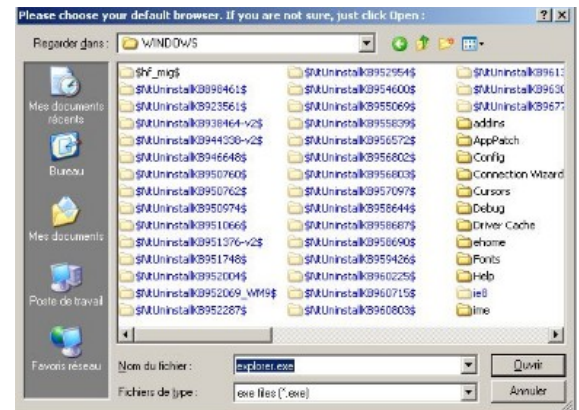 Please choose your default browser. If you are not sure, just click Open :
Regarder dans :
WINDOWS
Mes documents récents
Bureau
Mes documents
Poste de travail
Favoris réseau
$hf_mig$
$NtUninstallKB898461$
$NtUninstallKB923561$
$NtUninstallKB938464-v2$
$NtUninstallKB944338-v2$
$NtUninstallKB946648$
$NtUninstallKB950760$
$NtUninstallKB950762$
$NtUninstallKB950974$
$NtUninstallKB951066$
$NtUninstallKB951376-v2$
$NtUninstallKB951748$
$NtUninstallKB952004$
$NtUninstallKB952069_WM9$
$NtUninstallKB952287$
$NtUninstallKB952954$
$NtUninstallKB954600$
$NtUninstallKB955069$
$NtUninstallKB955839$
$NtUninstallKB956572$
$NtUninstallKB956802$
$NtUninstallKB956803$
$NtUninstallKB957097$
$NtUninstallKB958644$
$NtUninstallKB958687$
$NtUninstallKB958690$
$NtUninstallKB959426$
$NtUninstallKB960225$
$NtUninstallKB960715$
$NtUninstallKB960803$
$NtUninstallKB9611
$NtUninstallKB9630
$NtUninstallKB9677
addins
AppPatch
Config
Connection Wizard
Cursors
Debug
Driver Cache
ehome
Fonts
Help
ie8
ime
Nom du fichier :
explorer.exe
Ouvrir
Fichiers de type :
exe files (*.exe)
Annuler